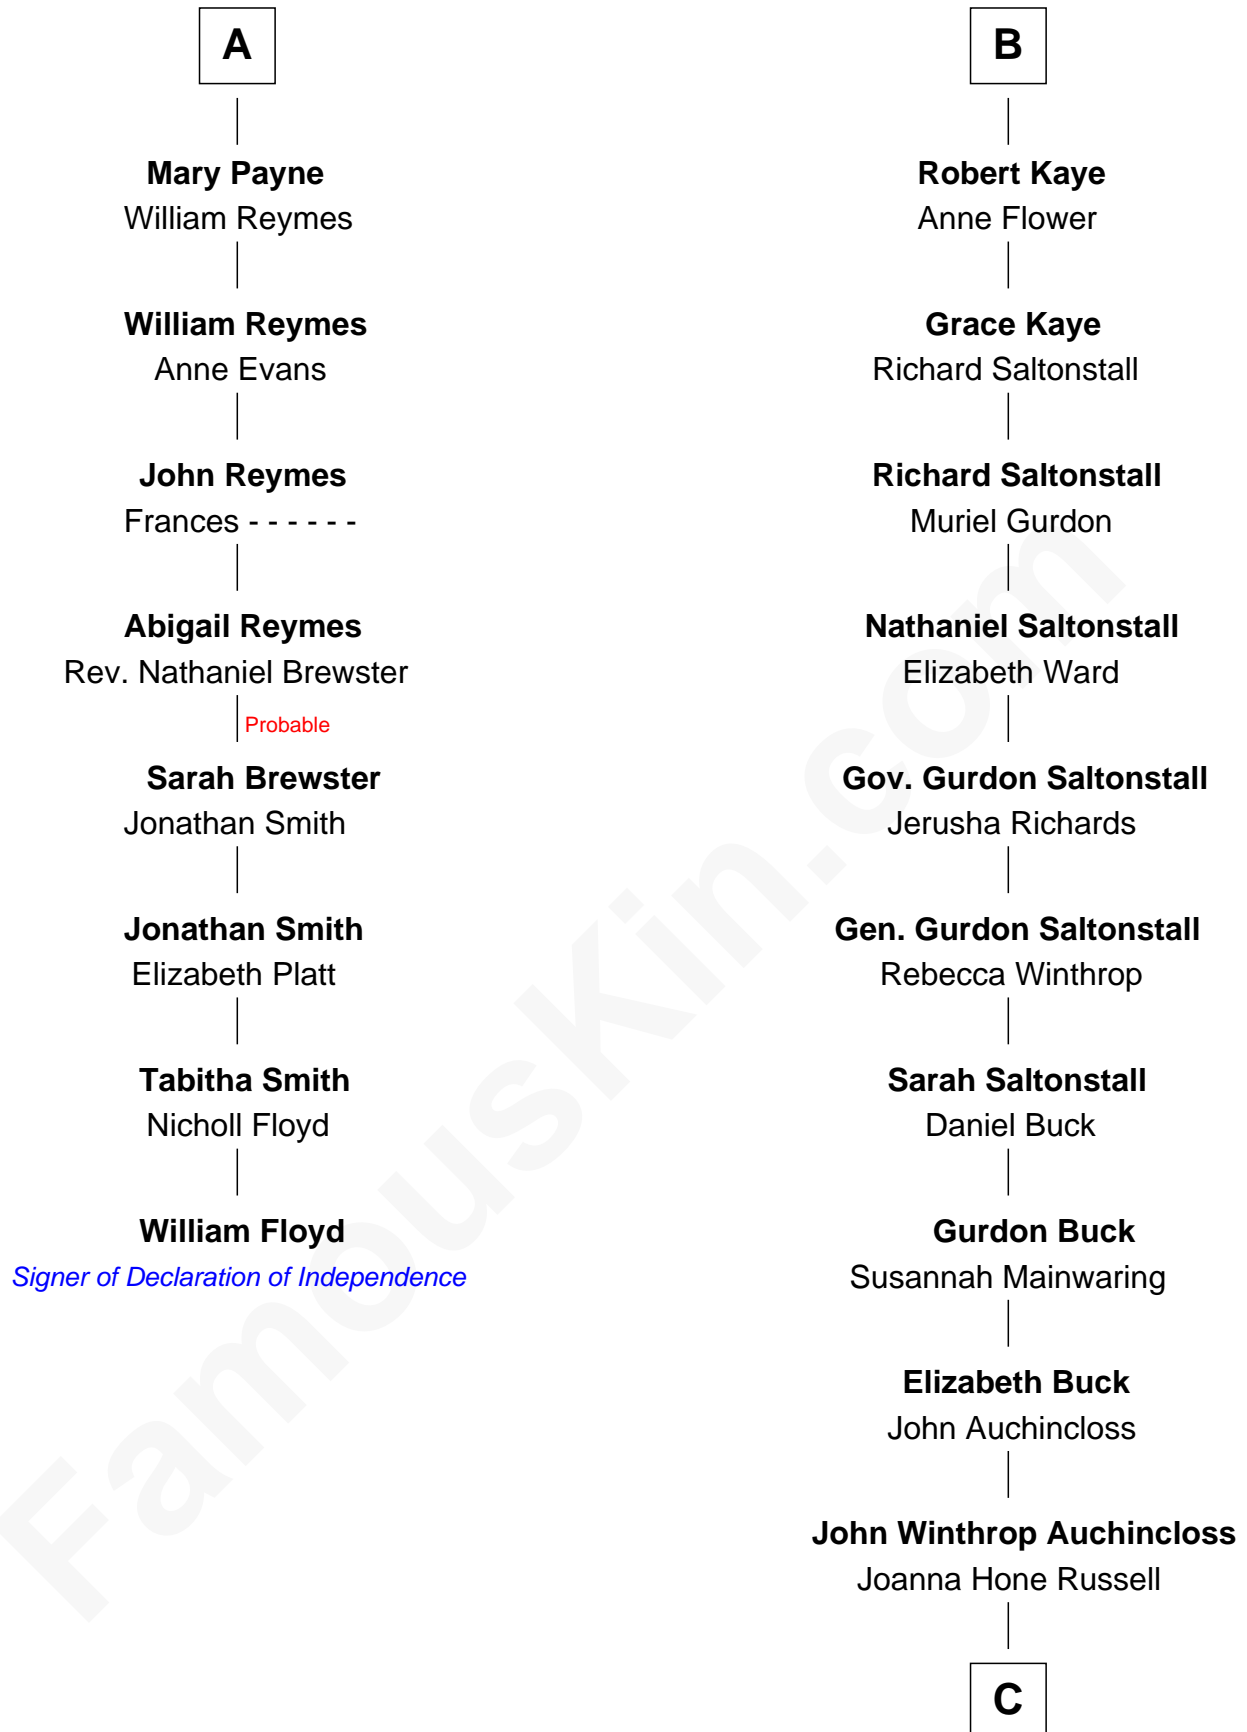 A
Mary Payne
William Reymes
William Reymes
Anne Evans
John Reymes
Frances - - - - - -
Abigail Reymes
Rev. Nathaniel Brewster
Probable
Sarah Brewster
Jonathan Smith
Jonathan Smith
Elizabeth Platt
Tabitha Smith
Nicholl Floyd
William Floyd
Signer of Declaration of Independence
B
Robert Kaye
Anne Flower
Grace Kaye
Richard Saltonstall
Richard Saltonstall
Muriel Gurdon
Nathaniel Saltonstall
Elizabeth Ward
Gov. Gurdon Saltonstall
Jerusha Richards
Gen. Gurdon Saltonstall
Rebecca Winthrop
Sarah Saltonstall
Daniel Buck
Gurdon Buck
Susannah Mainwaring
Elizabeth Buck
John Auchincloss
John Winthrop Auchincloss
Joanna Hone Russell
C
FamousKin.com